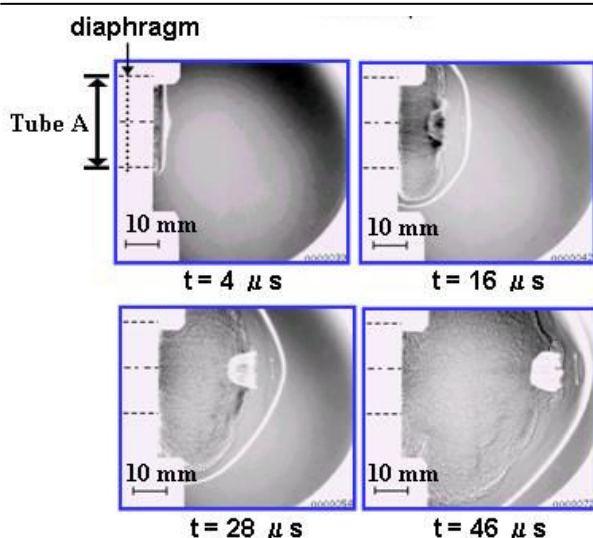 diaphragm
Tube A
10 mm
10 mm
t = 4 μ s
t = 16 μ s
10 mm
10 mm
t = 28 μ s
t = 46 μ s